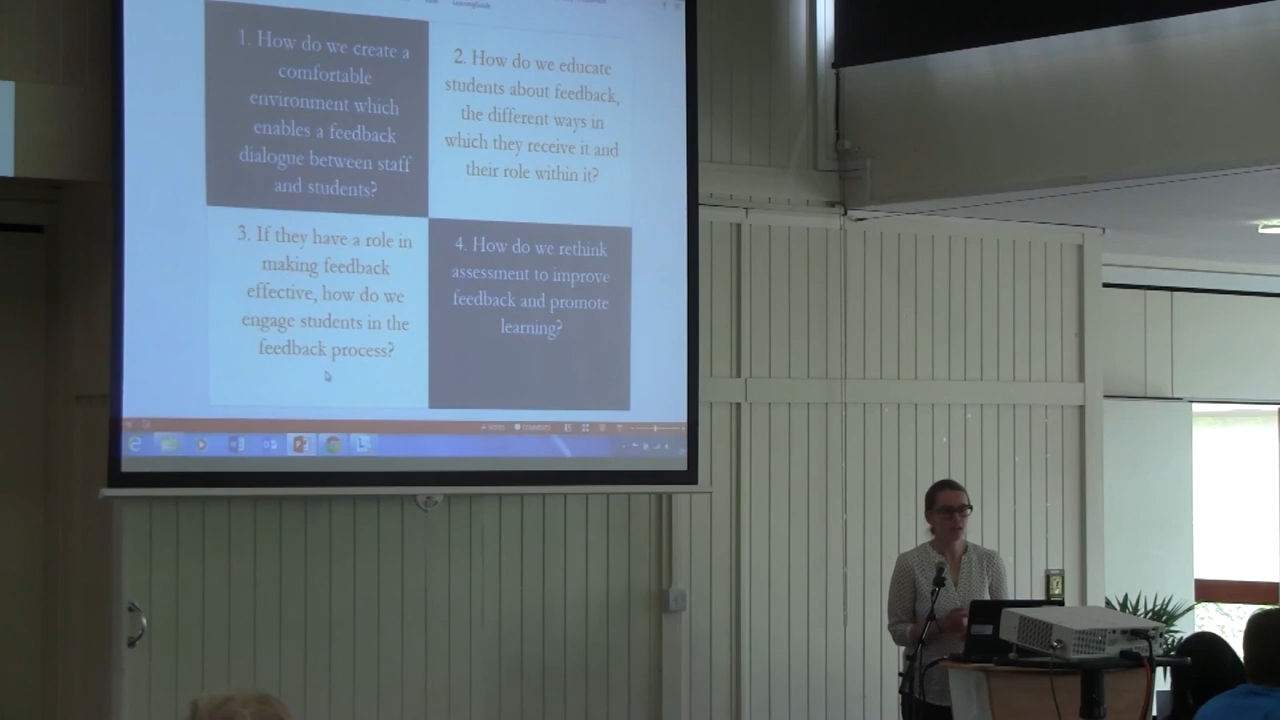 1. How do we create a
comfortable
environment which
enables a feedback
dialogue between staff
and students?
2. How do we educate
students about feedback,
the different ways in
which they receive it and
their role within it?
3. If they have a role in
making feedback
effective, how do we
engage students in the
feedback process?
4. How do we rethink
assessment to improve
feedback and promote
learning?
NOTES
COMMENTS